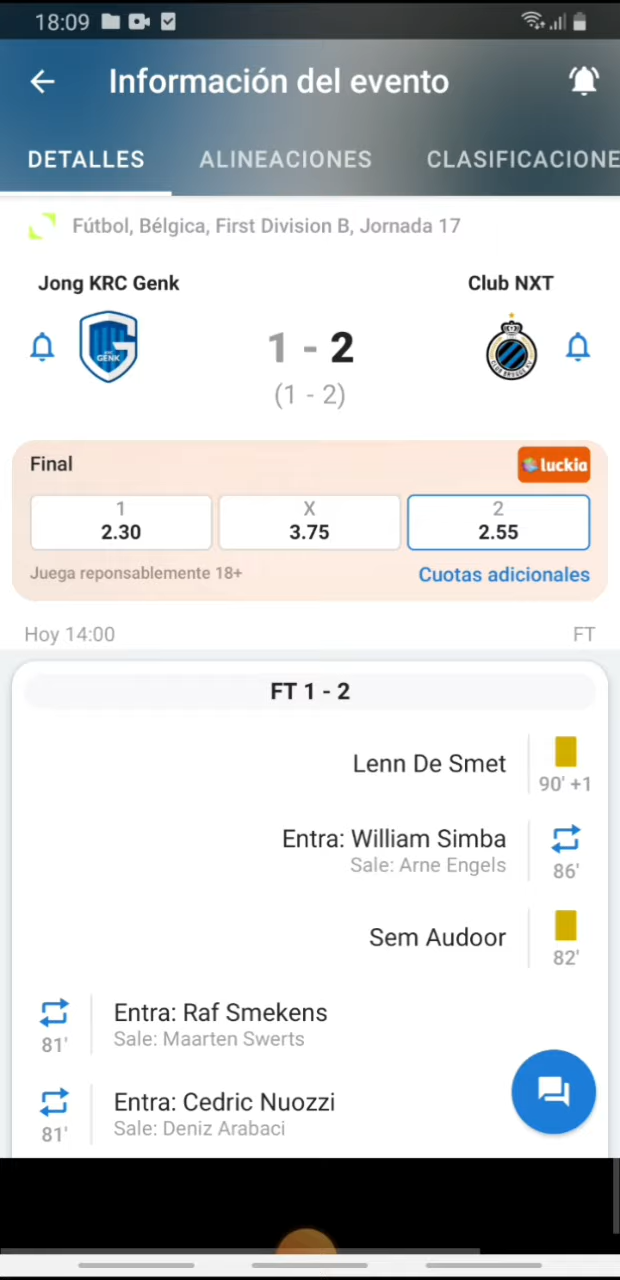 18:09
Información del evento
DETALLES ALINEACIONES CLASIFICACIONE
Fútbol, Bélgica, First Division B, Jornada 17
Jong KRC Genk Club NXT
1 - 2
(1 - 2)
Final luckia
1 X 2
2.30 3.75 2.55
Juega reponsablemente 18+ Cuotas adicionales
Hoy 14:00 FT
FT 1 - 2
Lenn De Smet
90' +1
Entra: William Simba
Sale: Arne Engels 86'
Sem Audoor
82'
Entra: Raf Smekens
81' Sale: Maarten Swerts
Entra: Cedric Nuozzi
81' Sale: Deniz Arabaci